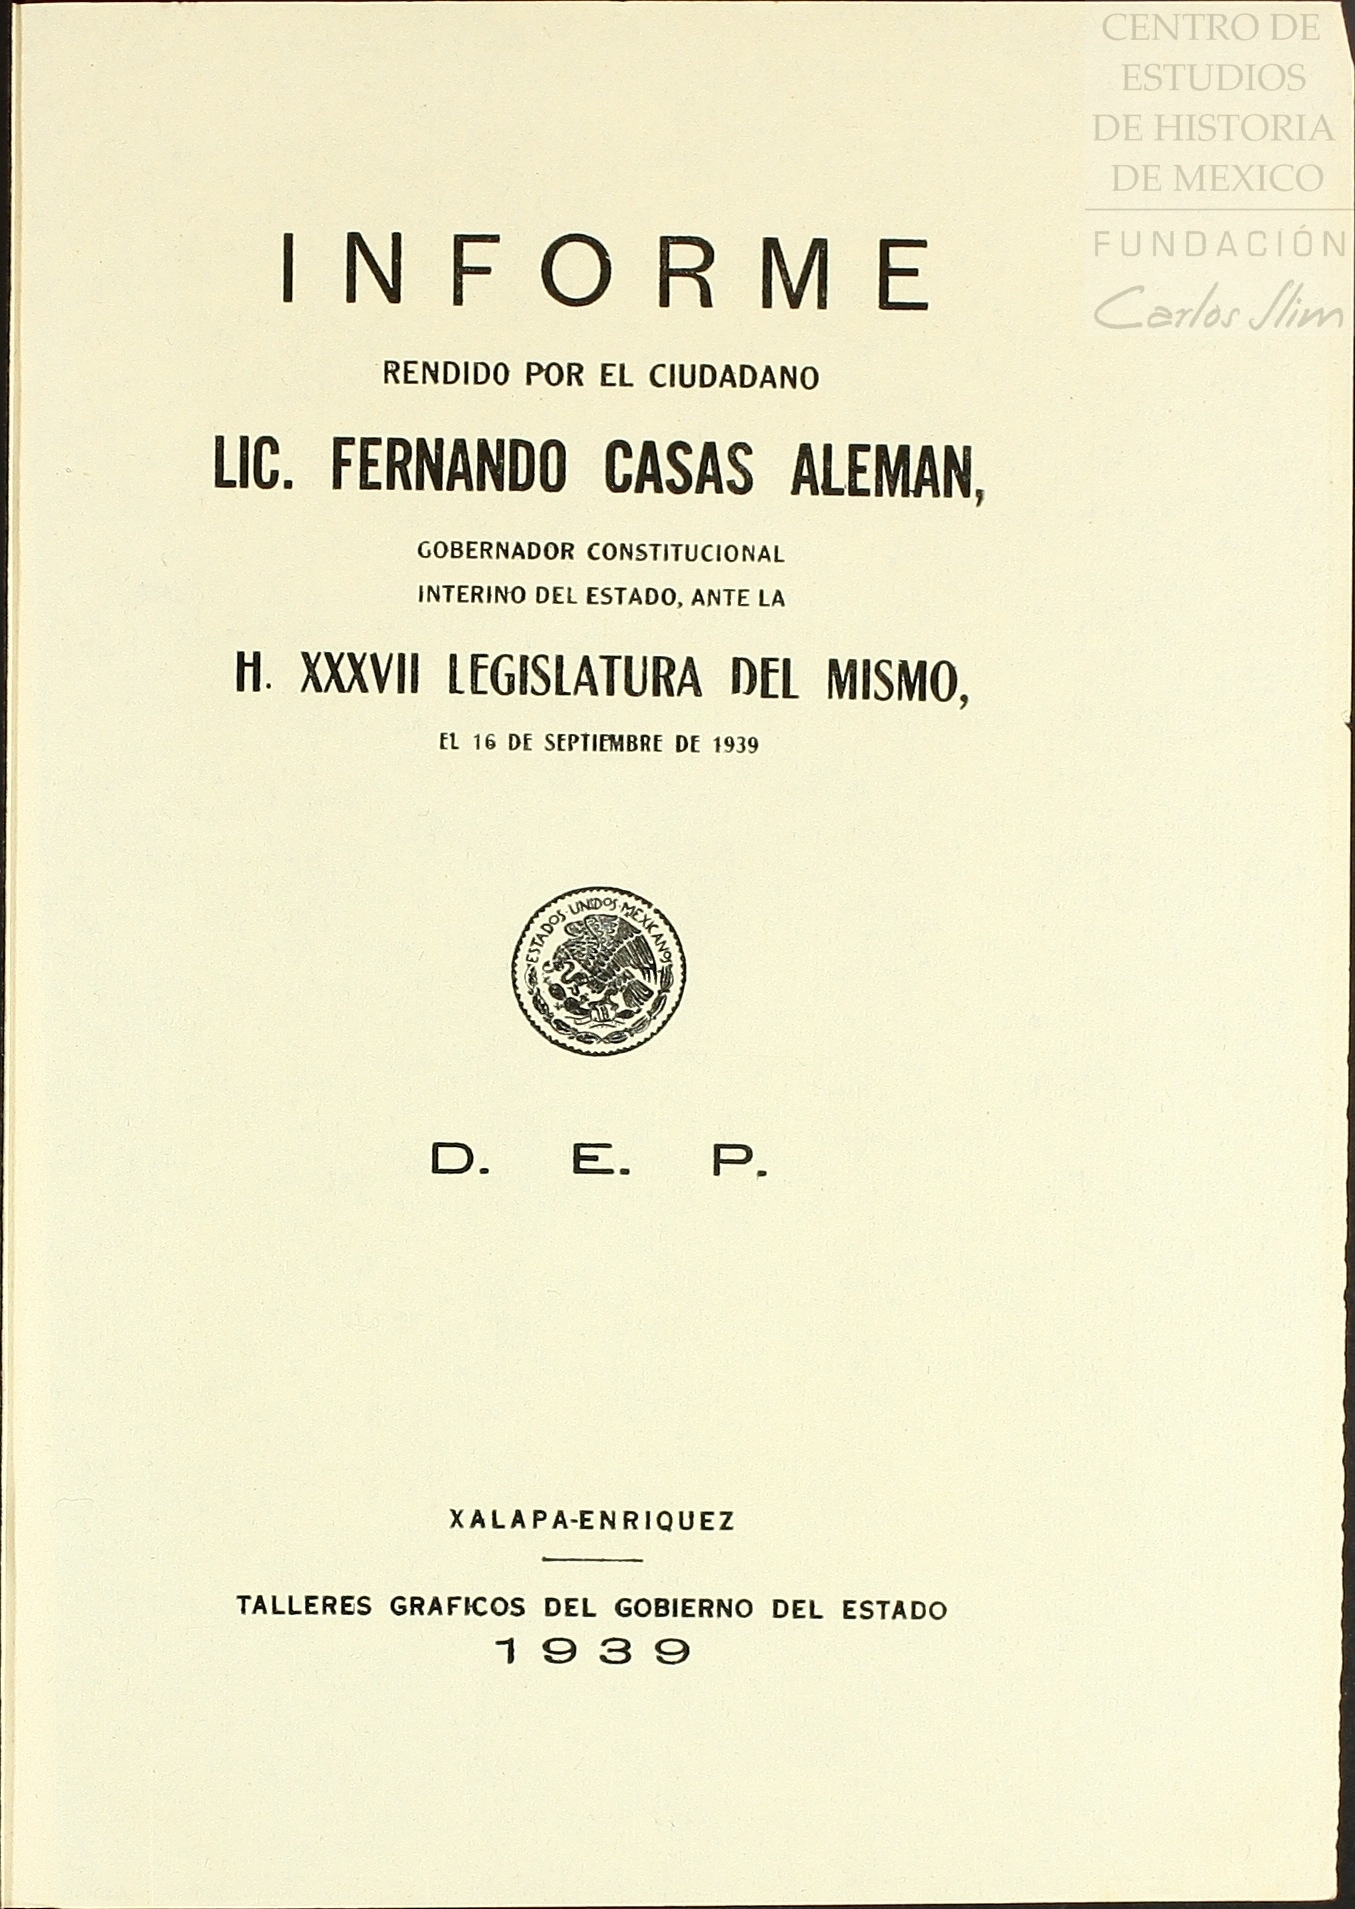 CENTRO DE
ESTUDIOS
DE HISTORIA
DE MEXICO
FUNDACIÓN
Carlos Slim
INFORME
RENDIDO POR EL CIUDADANO
LIC. FERNANDO CASAS ALEMAN,
GOBERNADOR CONSTITUCIONAL
INTERINO DEL ESTADO, ANTE LA
H. XXXVII LEGISLATURA DEL MISMO,
EL 16 DE SEPTIEMBRE DE 1939
ESTADOS UNIDOS MEXICANOS
D. E. P.
XALAPA-ENRIQUEZ
TALLERES GRAFICOS DEL GOBIERNO DEL ESTADO
1939